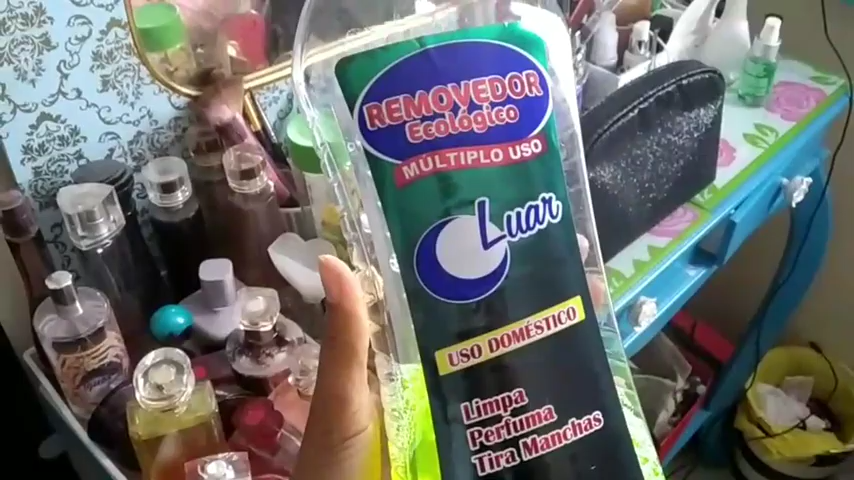 REMOVEDOR
Ecológico
MÚLTIPLO USO
Luar
USO DOMÉSTICO
Limpa
Perfuma
Tira Manchas